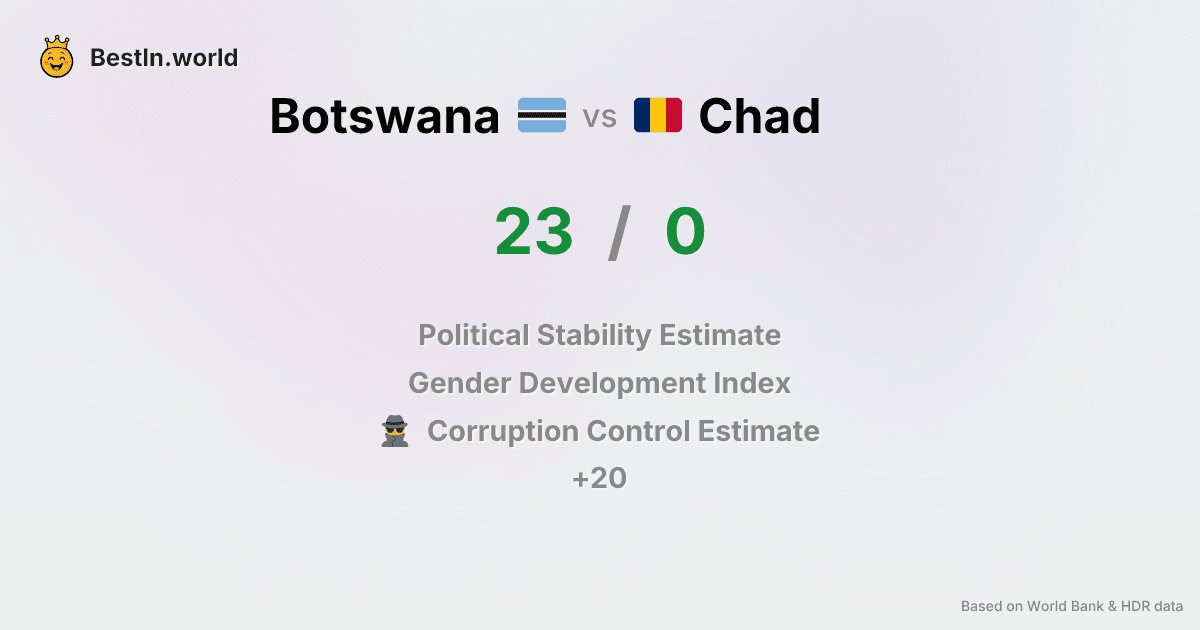 BestIn.world
Botswana vs Chad
23 / 0
Political Stability Estimate
Gender Development Index
Corruption Control Estimate
+20
Based on World Bank & HDR data